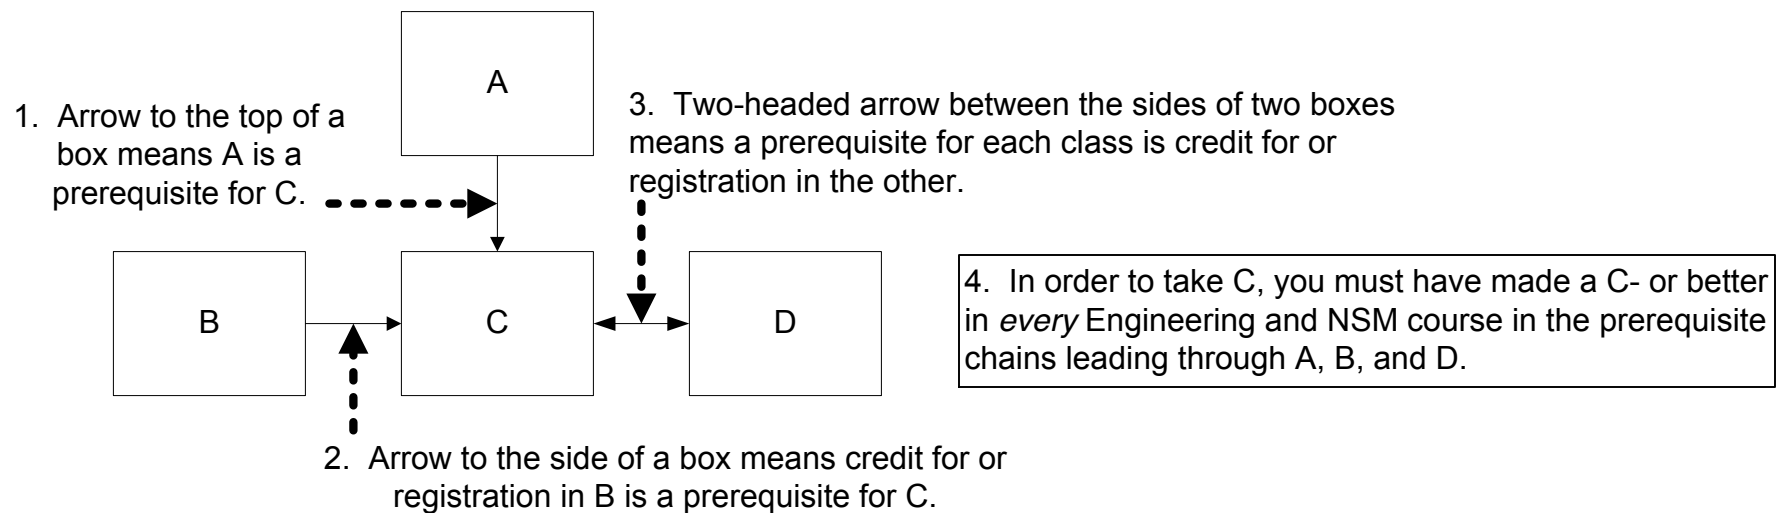 A
1.  Arrow to the top of a
box means A is a
prerequisite for C.
3.  Two-headed arrow between the sides of two boxes
means a prerequisite for each class is credit for or
registration in the other.
B
C
D
4.  In order to take C, you must have made a C- or better
in every Engineering and NSM course in the prerequisite
chains leading through A, B, and D.
2.  Arrow to the side of a box means credit for or
registration in B is a prerequisite for C.